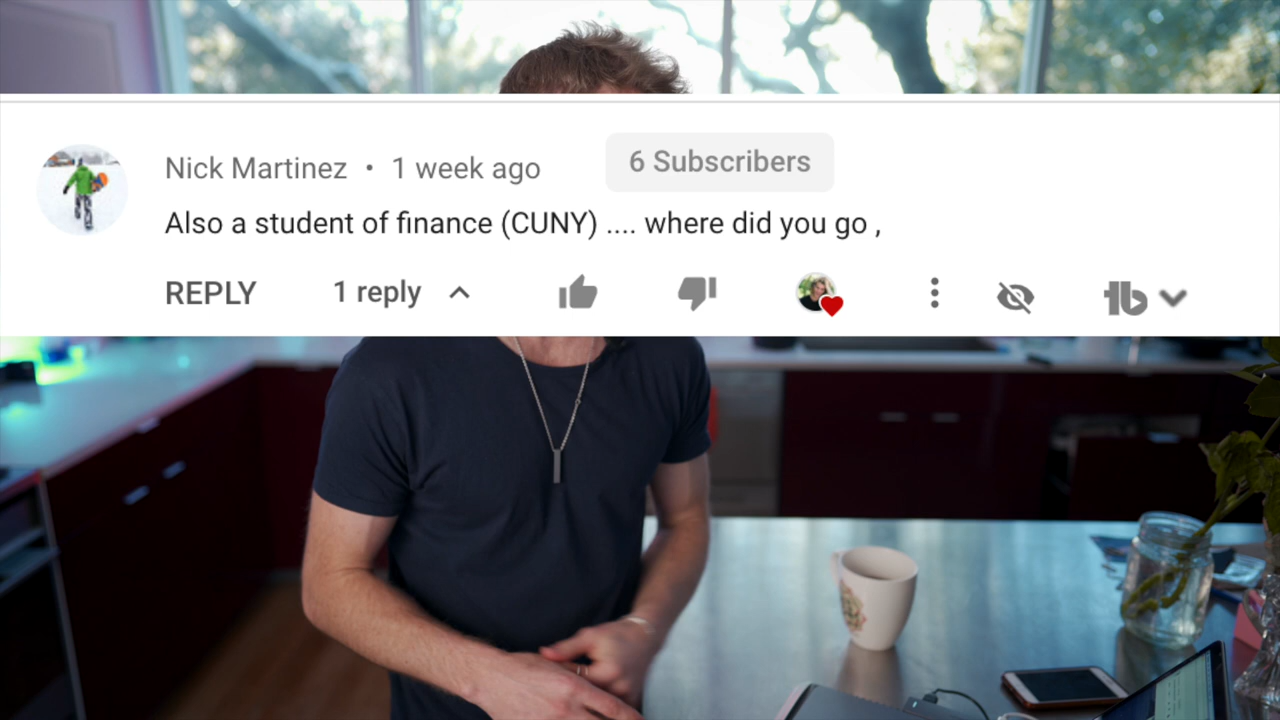 Nick Martinez • 1 week ago 6 Subscribers
Also a student of finance (CUNY) .... where did you go ,
REPLY 1 reply